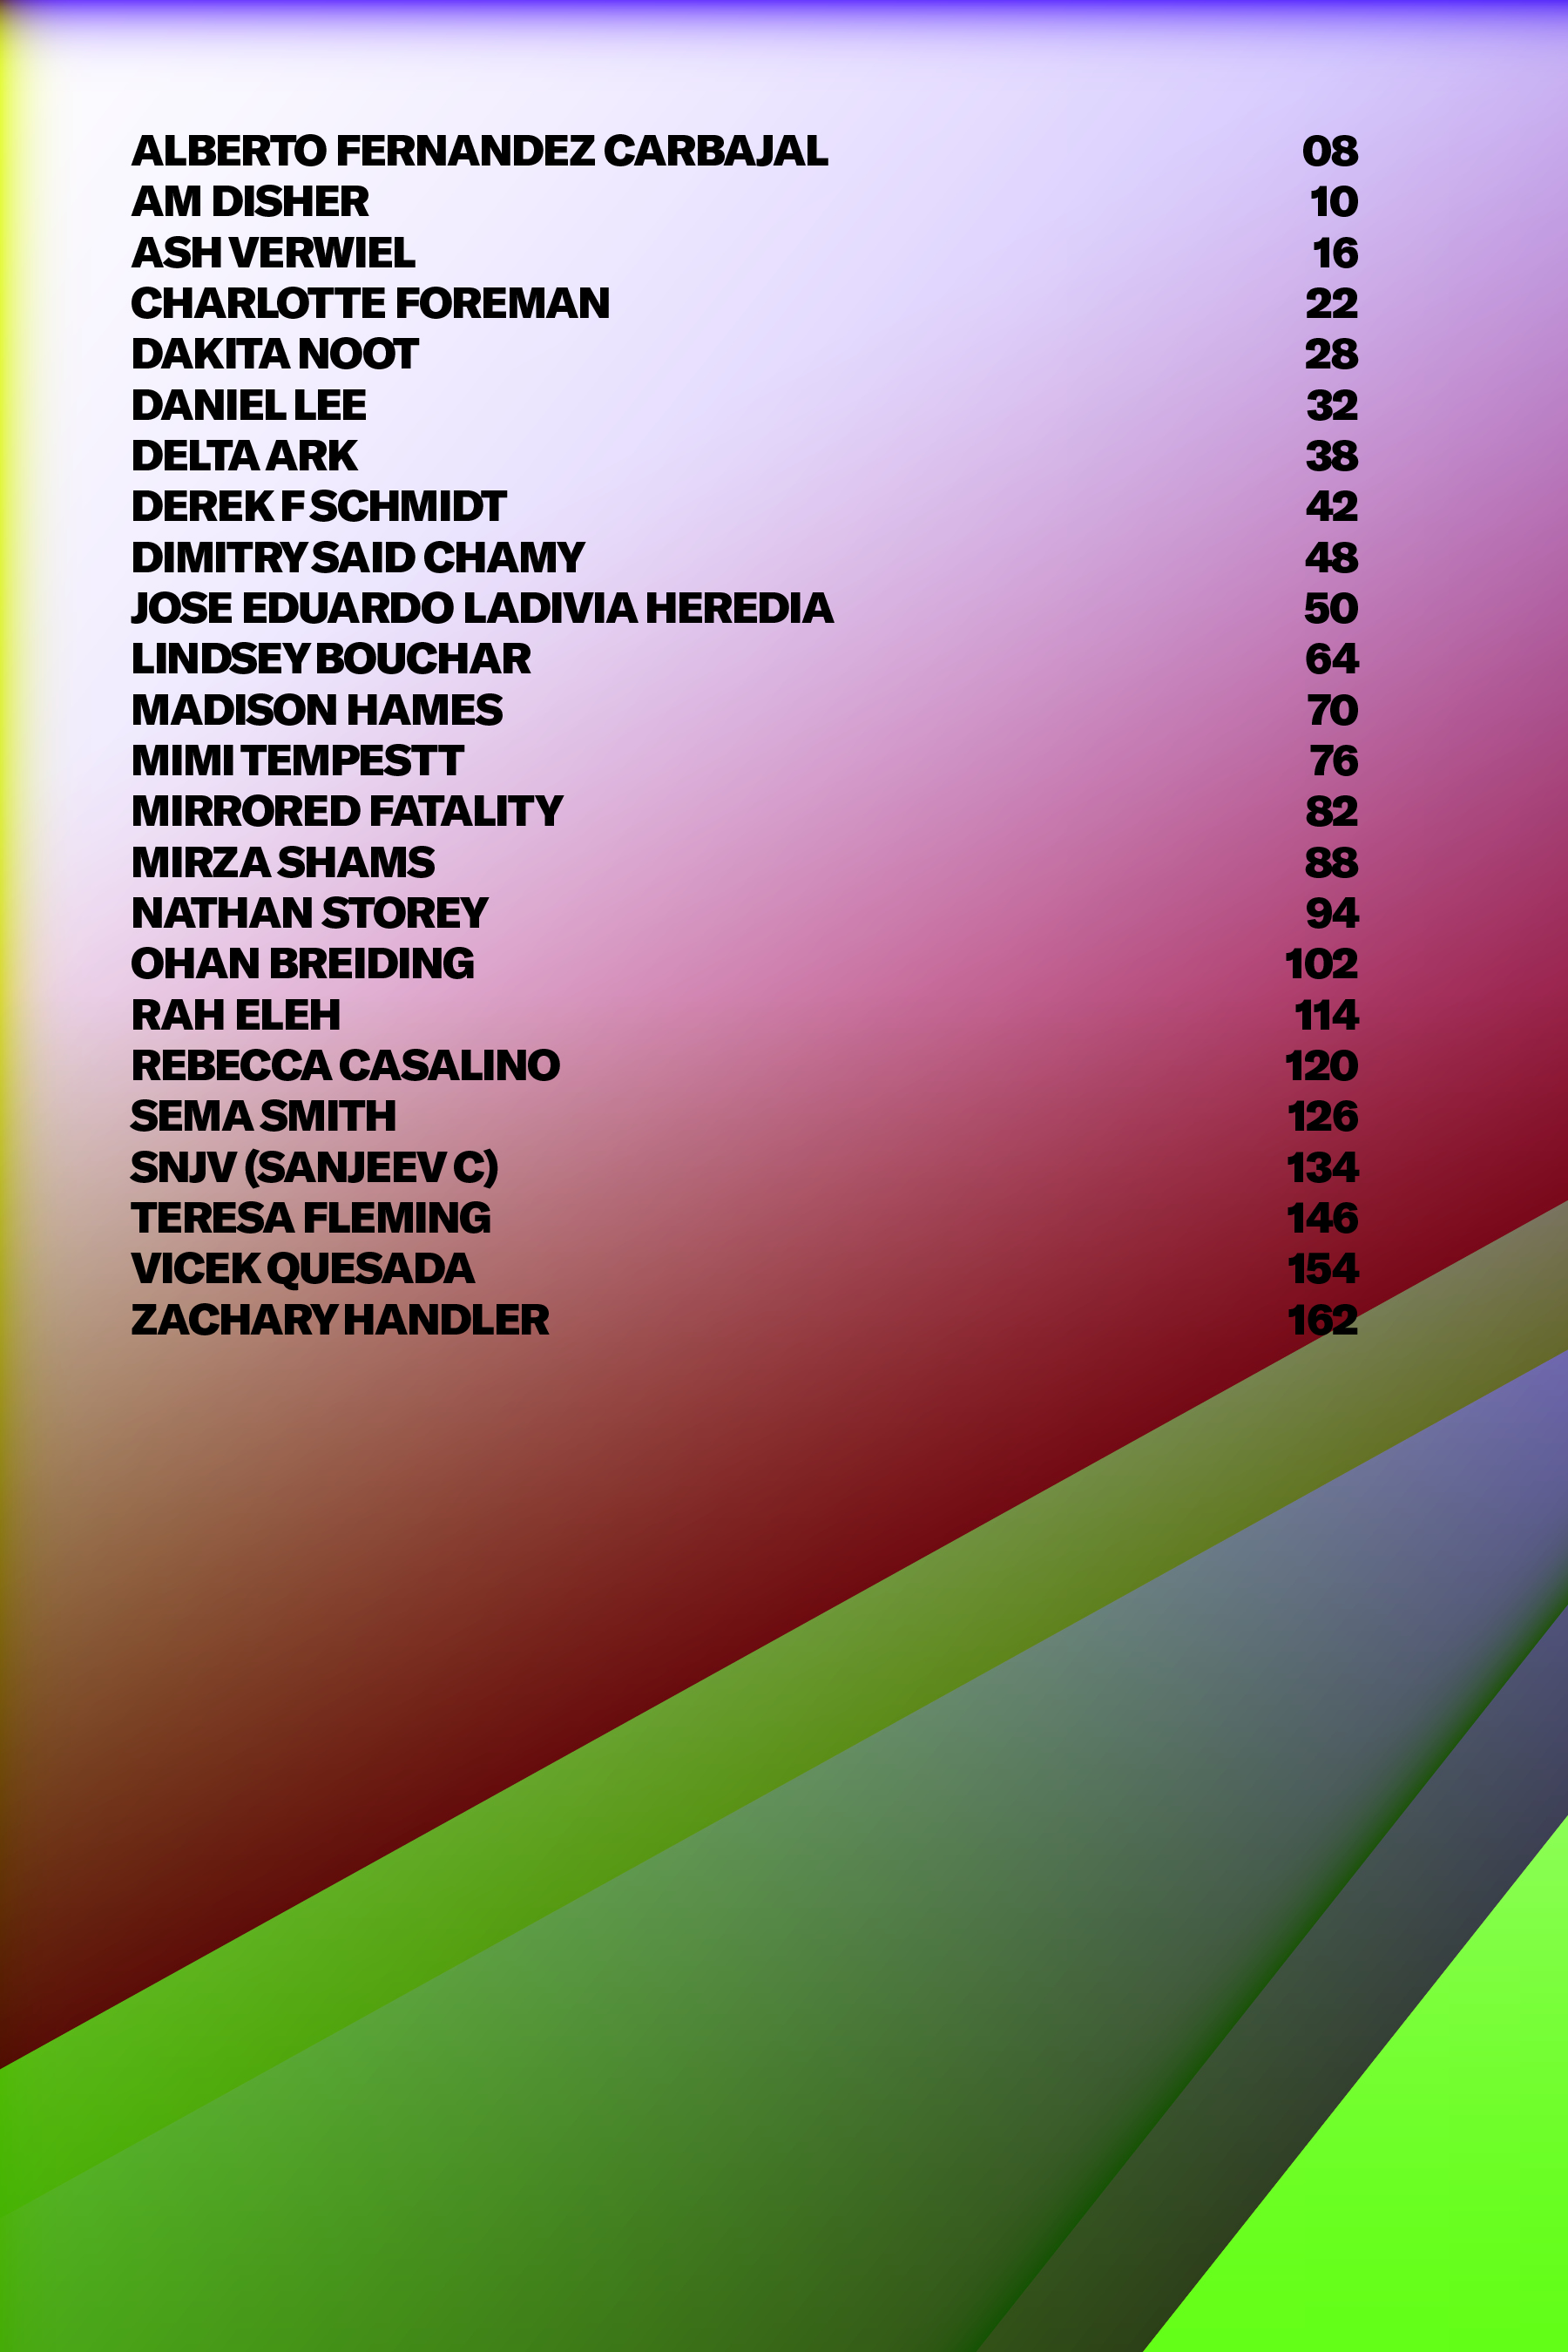 ALBERTO FERNANDEZ CARBAJAL 08
AM DISHER 10
ASH VERWIEL 16
CHARLOTTE FOREMAN 22
DAKITA NOOT 28
DANIEL LEE 32
DELTA ARK 38
DEREK F SCHMIDT 42
DIMITRY SAID CHAMY 48
JOSE EDUARDO LADIVIA HEREDIA 50
LINDSEY BOUCHAR 64
MADISON HAMES 70
MIMI TEMPESTT 76
MIRRORED FATALITY 82
MIRZA SHAMS 88
NATHAN STOREY 94
OHAN BREIDING 102
RAH ELEH 114
REBECCA CASALINO 120
SEMA SMITH 126
SNJV (SANJEEV C) 134
TERESA FLEMING 146
VICEK QUESADA 154
ZACHARY HANDLER 162